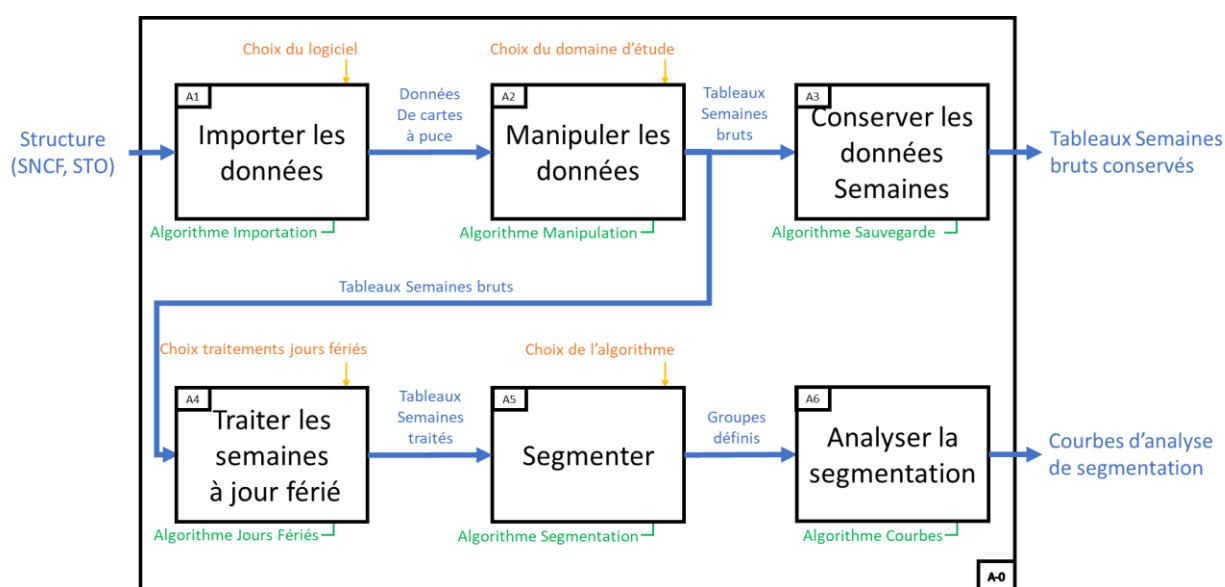 Choix du logiciel
Choix du domaine d’étude
A1
Importer les
données
Données
De cartes
à puce
A2
Manipuler les
données
Tableaux
Semaines
bruts
A3
Conserver les
données
Semaines
Structure
(SNCF, STO)
Tableaux Semaines
bruts conservés
Algorithme Importation
Algorithme Manipulation
Algorithme Sauvegarde
Tableaux Semaines bruts
Choix traitements jours fériés
Choix de l’algorithme
A4
Traiter les
semaines
à jour férié
Tableaux
Semaines
traités
A5
Segmenter
Groupes
définis
A6
Analyser la
segmentation
Courbes d’analyse
de segmentation
Algorithme Jours Fériés
Algorithme Segmentation
Algorithme Courbes
A-0